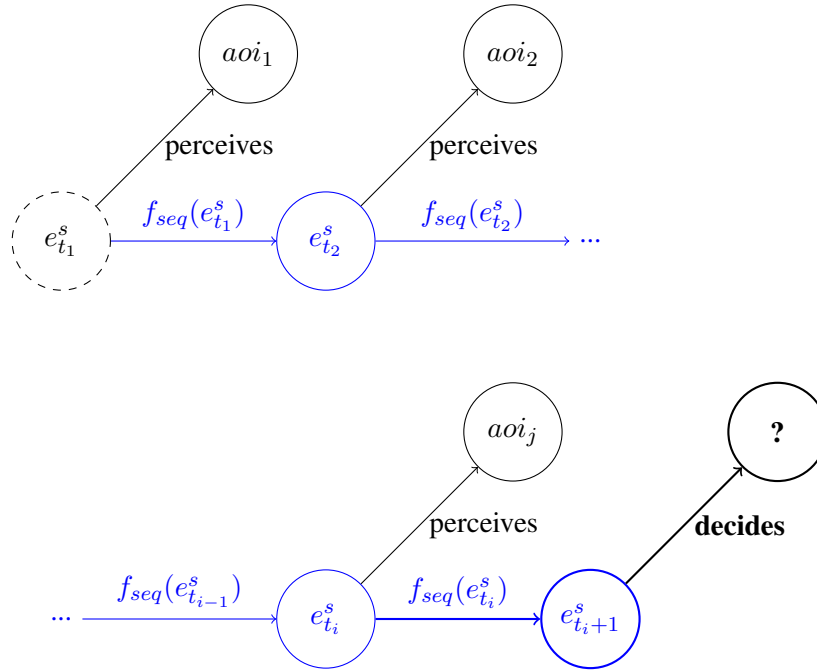 aoi_1 aoi_2
perceives perceives
f_{seq}(e^s_{t_1}) f_{seq}(e^s_{t_2})
e^s_{t_1} e^s_{t_2} ...
aoi_j ?
perceives decides
f_{seq}(e^s_{t_{i-1}}) f_{seq}(e^s_{t_i})
... e^s_{t_i} e^s_{t_i+1}